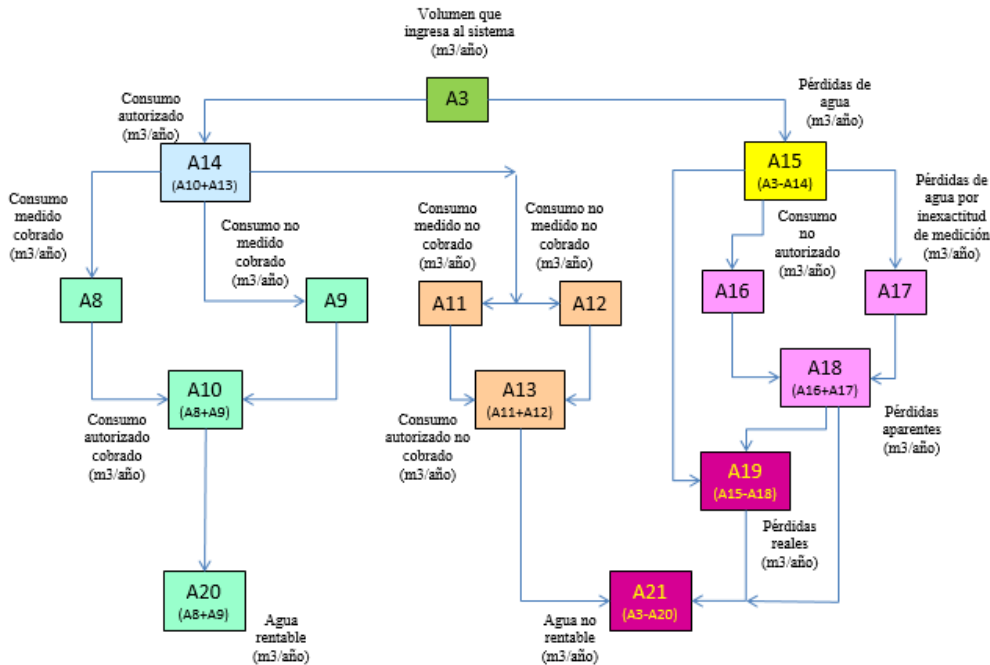 Volumen que
ingresa al sistema
(m3/año)
A3
Consumo
autorizado
(m3/año)
Pérdidas de
agua
(m3/año)
A14
(A10+A13)
A15
(A3-A14)
Consumo
medido
cobrado
(m3/año)
Consumo no
medido
cobrado
(m3/año)
Consumo
medido no
cobrado
(m3/año)
Consumo no
medido no
cobrado
(m3/año)
Consumo
no
autorizado
(m3/año)
Pérdidas de
agua por
inexactitud
de medición
(m3/año)
A8
A9
A11
A12
A16
A17
A10
(A8+A9)
A13
(A11+A12)
A18
(A16+A17)
Consumo
autorizado
cobrado
(m3/año)
Consumo
autorizado no
cobrado
(m3/año)
Pérdidas
aparentes
(m3/año)
A19
(A15-A18)
Pérdidas
reales
(m3/año)
A20
(A8+A9)
Agua
rentable
(m3/año)
A21
(A3-A20)
Agua no
rentable
(m3/año)